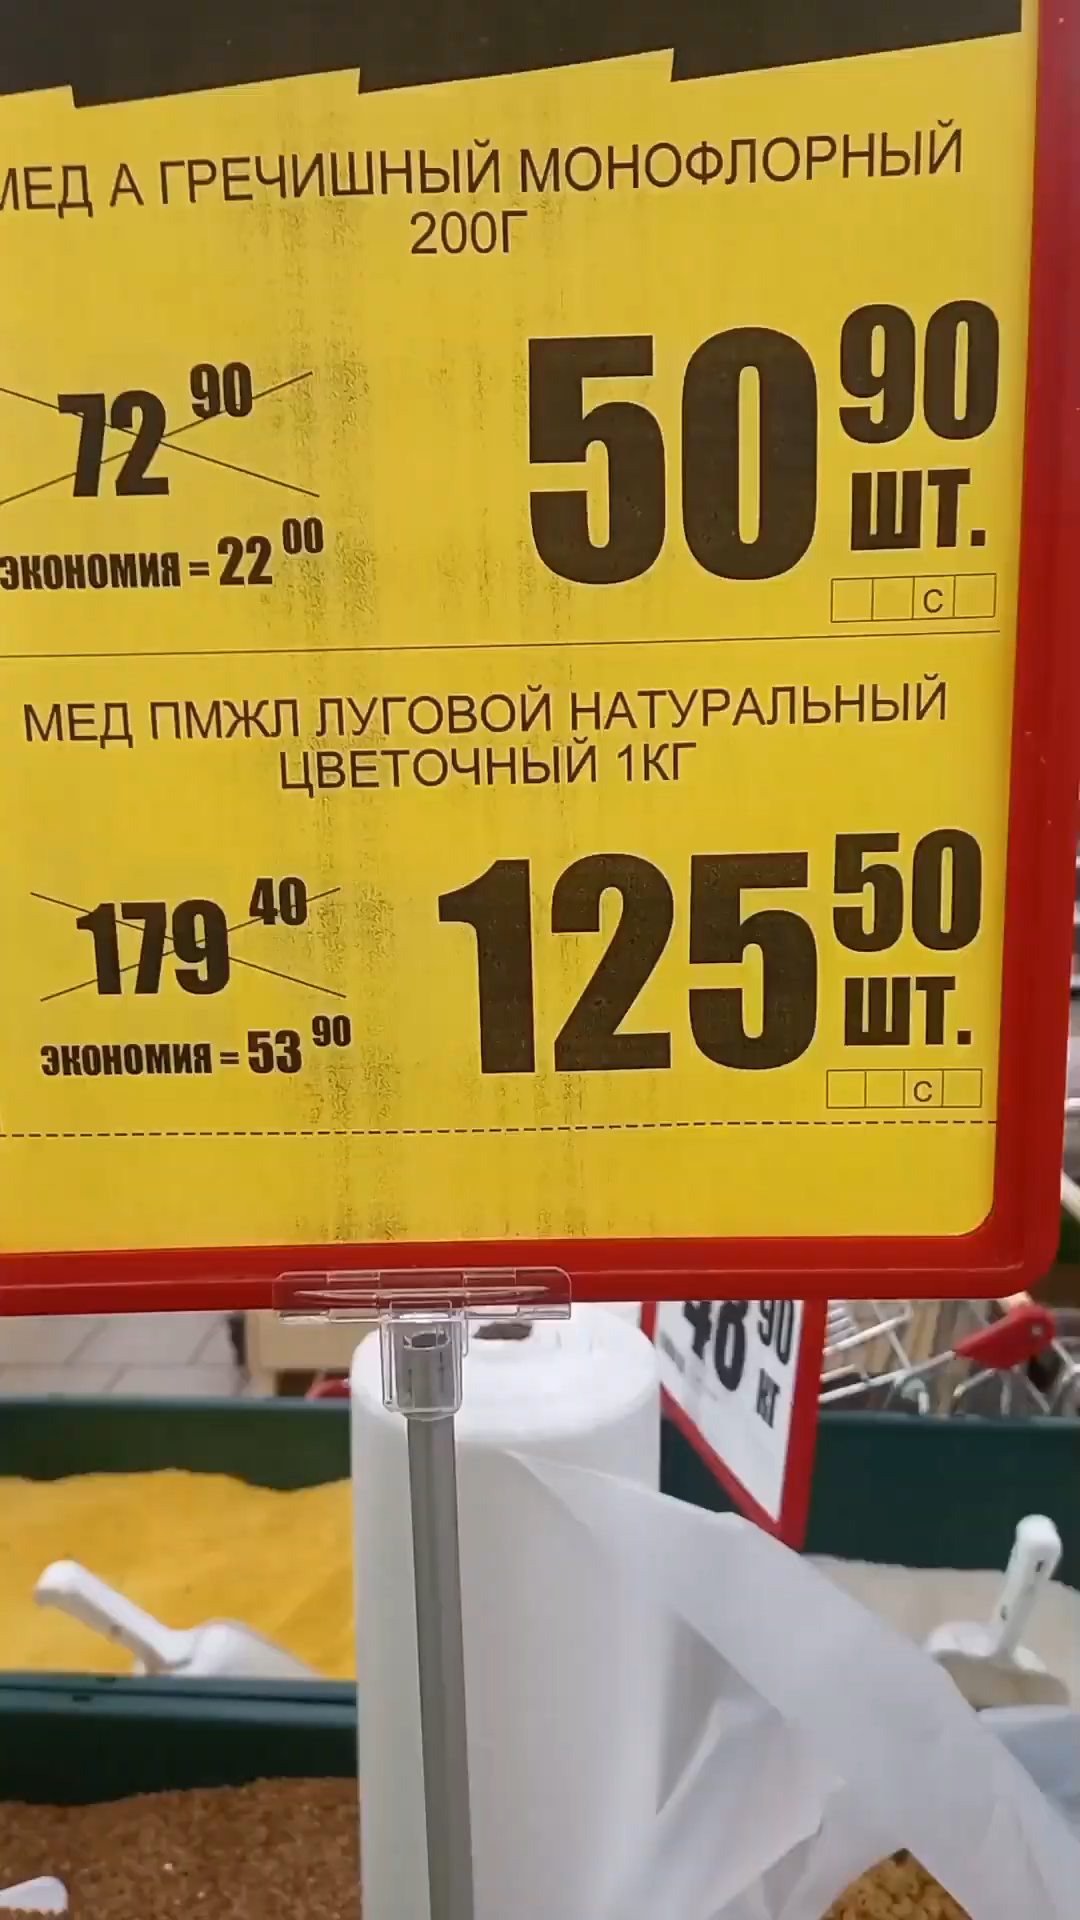 МЕД А ГРЕЧИШНЫЙ МОНОФЛОРНЫЙ
200Г
72 90
50 90
ШТ.
ЭКОНОМИЯ = 22 00
С
МЕД ПМЖЛ ЛУГОВОЙ НАТУРАЛЬНЫЙ
ЦВЕТОЧНЫЙ 1КГ
179 40
125 50
ШТ.
ЭКОНОМИЯ = 53 90
С
48 90
КГ